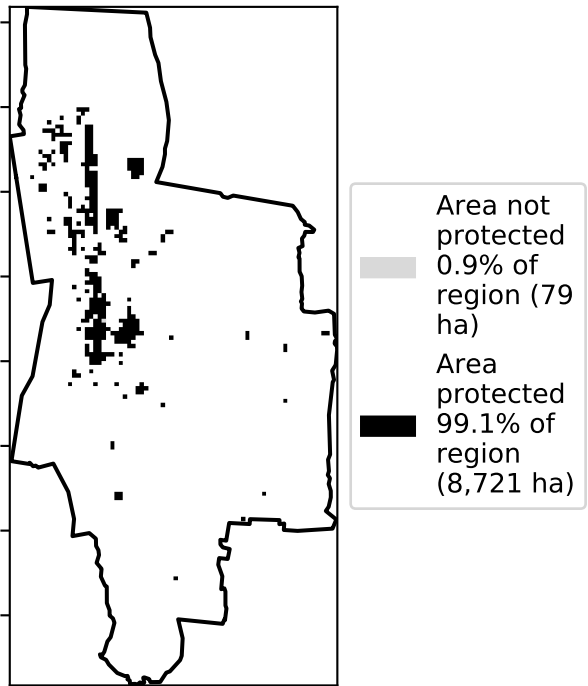 Area not
protected
0.9% of
region (79
ha)
Area
protected
99.1% of
region
(8,721 ha)